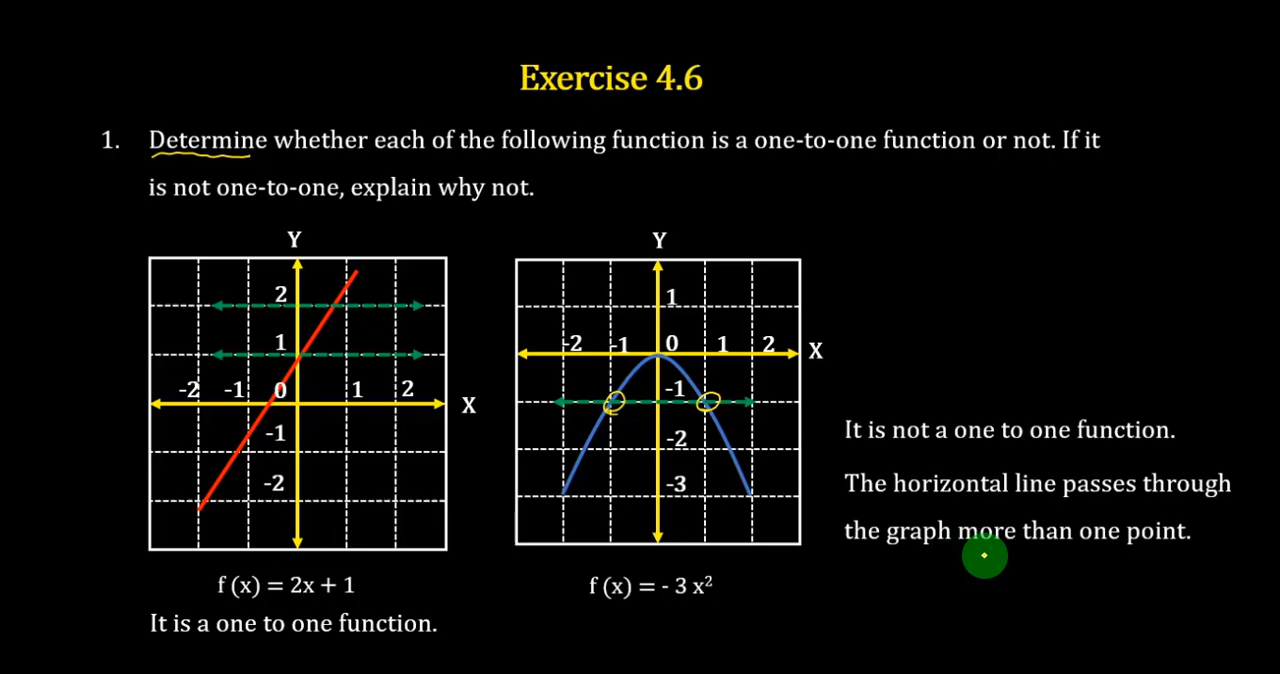 Exercise 4.6
1. Determine whether each of the following function is a one-to-one function or not. If it
is not one-to-one, explain why not.
Y
2
1
-2 -1 0 1 2
X
-1
-2
f (x) = 2x + 1
It is a one to one function.
Y
1
-2 -1 0 1 2
X
-1
-2
-3
f (x) = - 3 x²
It is not a one to one function.
The horizontal line passes through
the graph more than one point.